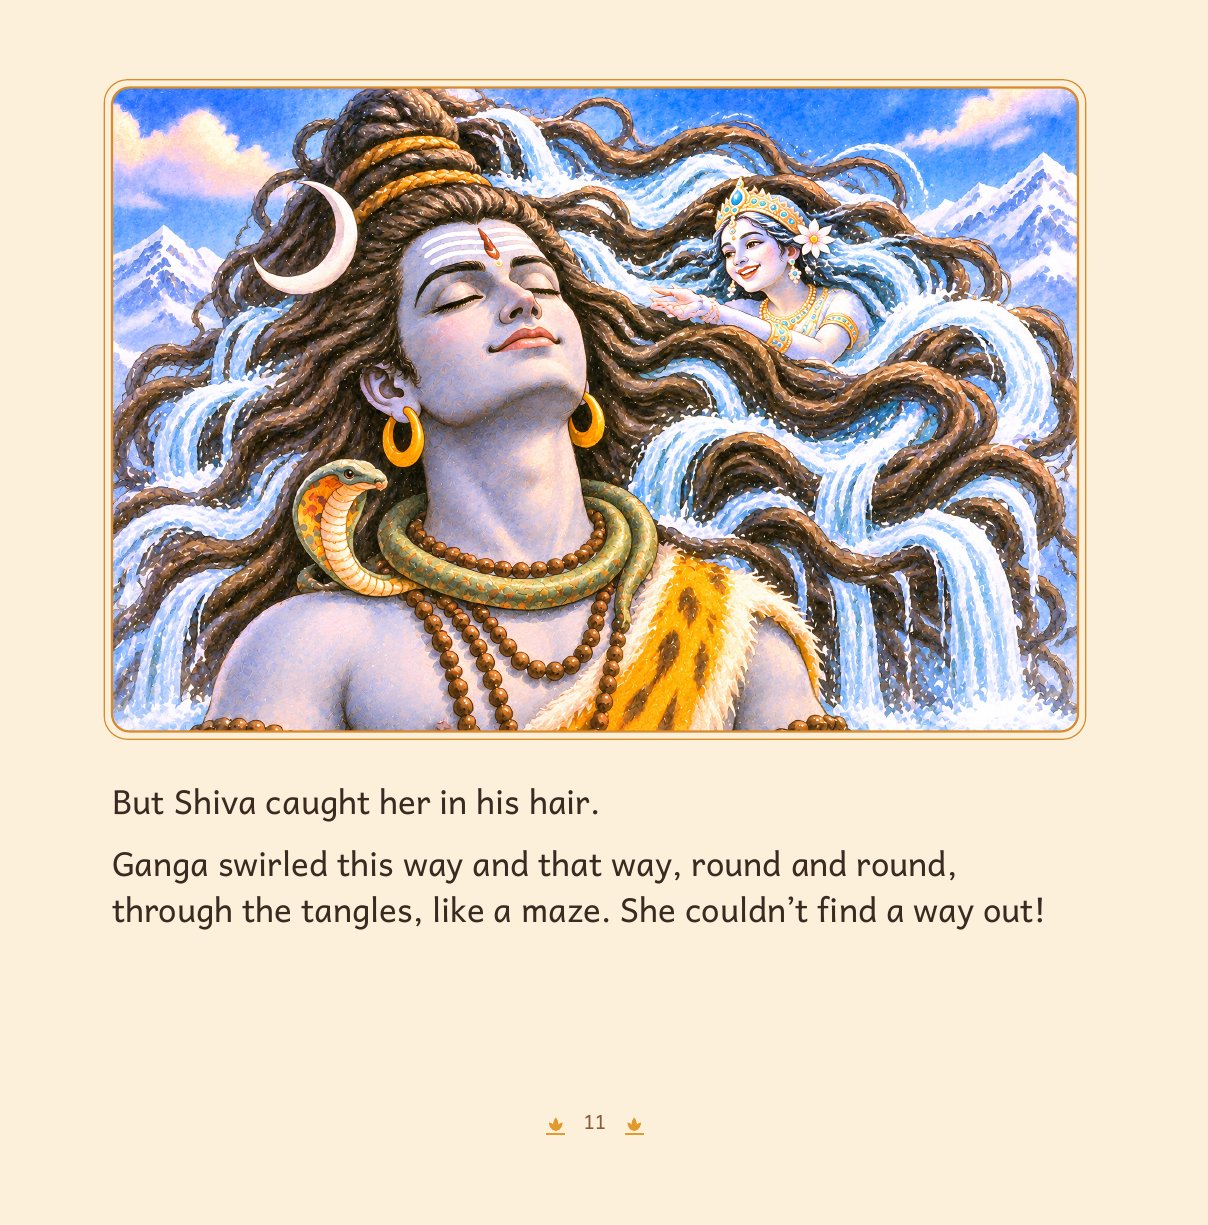 But Shiva caught her in his hair.
Ganga swirled this way and that way, round and round,
through the tangles, like a maze. She couldn’t find a way out!
11